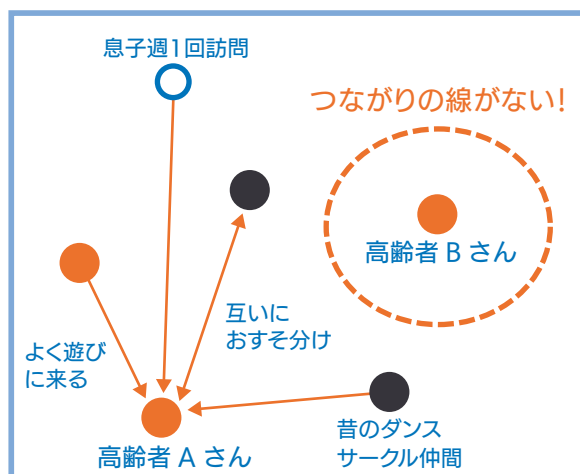 息子週1回訪問
つながりの線がない!
高齢者 B さん
互いに
おすそ分け
よく遊び
に来る
高齢者 A さん
昔のダンス
サークル仲間